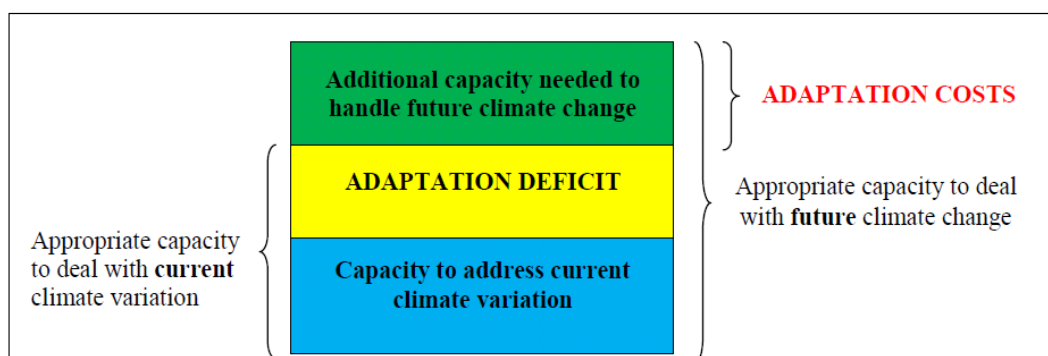 Additional capacity needed to
handle future climate change
ADAPTATION COSTS
ADAPTATION DEFICIT
Appropriate capacity to deal
with future climate change
Appropriate capacity
to deal with current
climate variation
Capacity to address current
climate variation